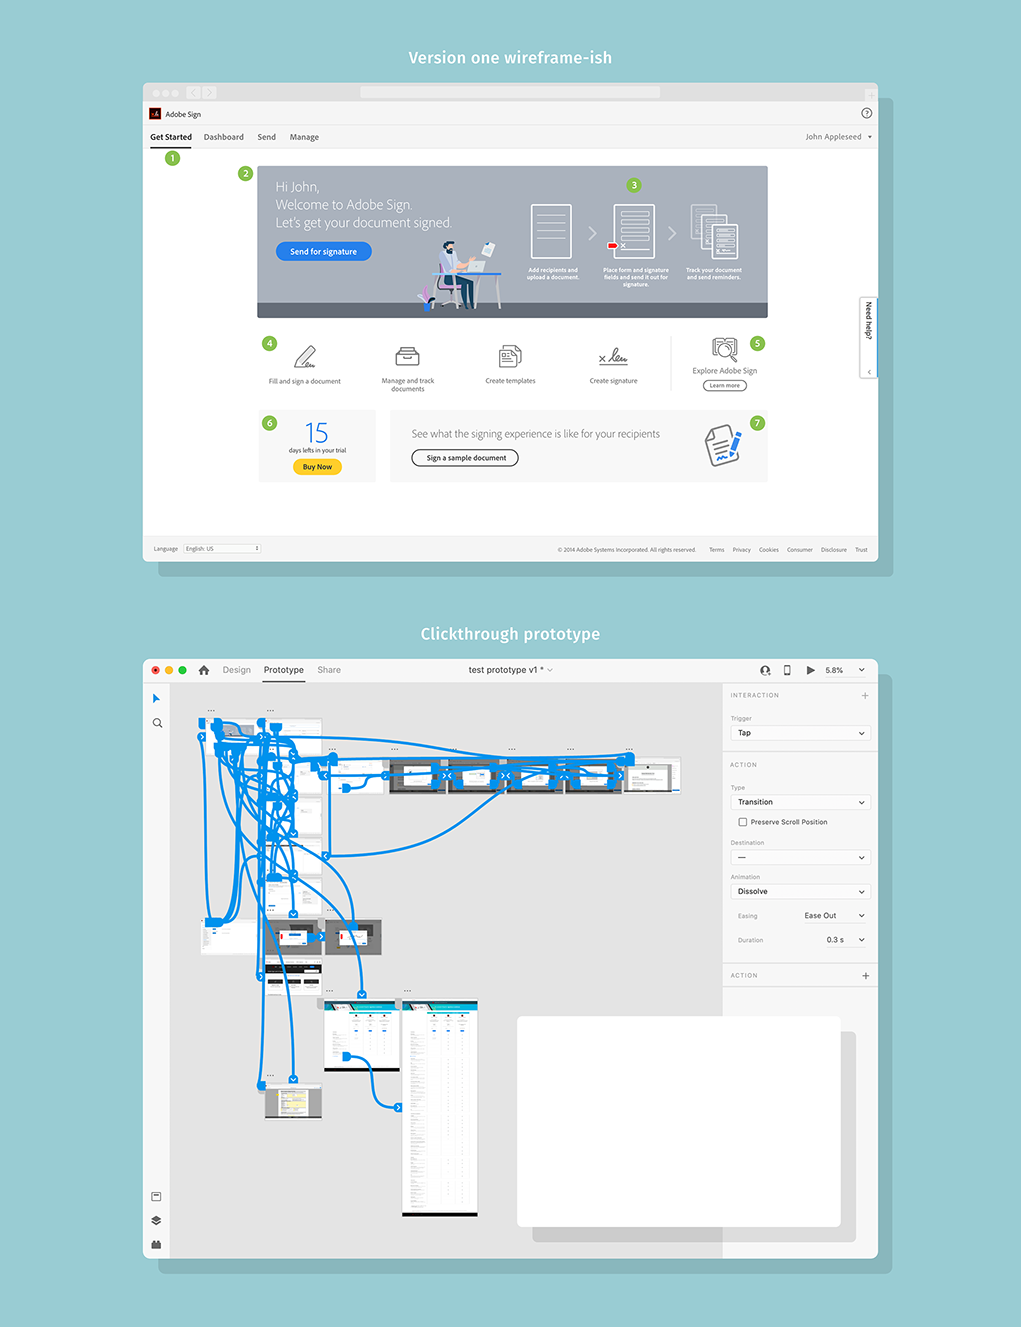 Version one wireframe-ish
Adobe Sign
?
Get Started Dashboard Send Manage
John Appleseed
1
2
Hi John,
Welcome to Adobe Sign.
Let's get your document signed.
Send for signature
3
Add recipients and
upload a document.
Place form and signature
fields and send it out for
signature.
Track your document
and send reminders.
Need help?
4
Fill and sign a document
Manage and track
documents
Create templates
Create signature
5
Explore Adobe Sign
Learn more
6
15
days lefts in your trial
Buy Now
See what the signing experience is like for your recipients
Sign a sample document
7
Language English: US
© 2014 Adobe Systems Incorporated. All rights reserved. Terms Privacy Cookies Consumer Disclosure Trust
Clickthrough prototype
Design Prototype Share
test prototype v1 *
5.8%
INTERACTION
Trigger
Tap
ACTION
Type
Transition
Preserve Scroll Position
Destination
—
Animation
Dissolve
Easing Ease Out
Duration 0.3 s
ACTION